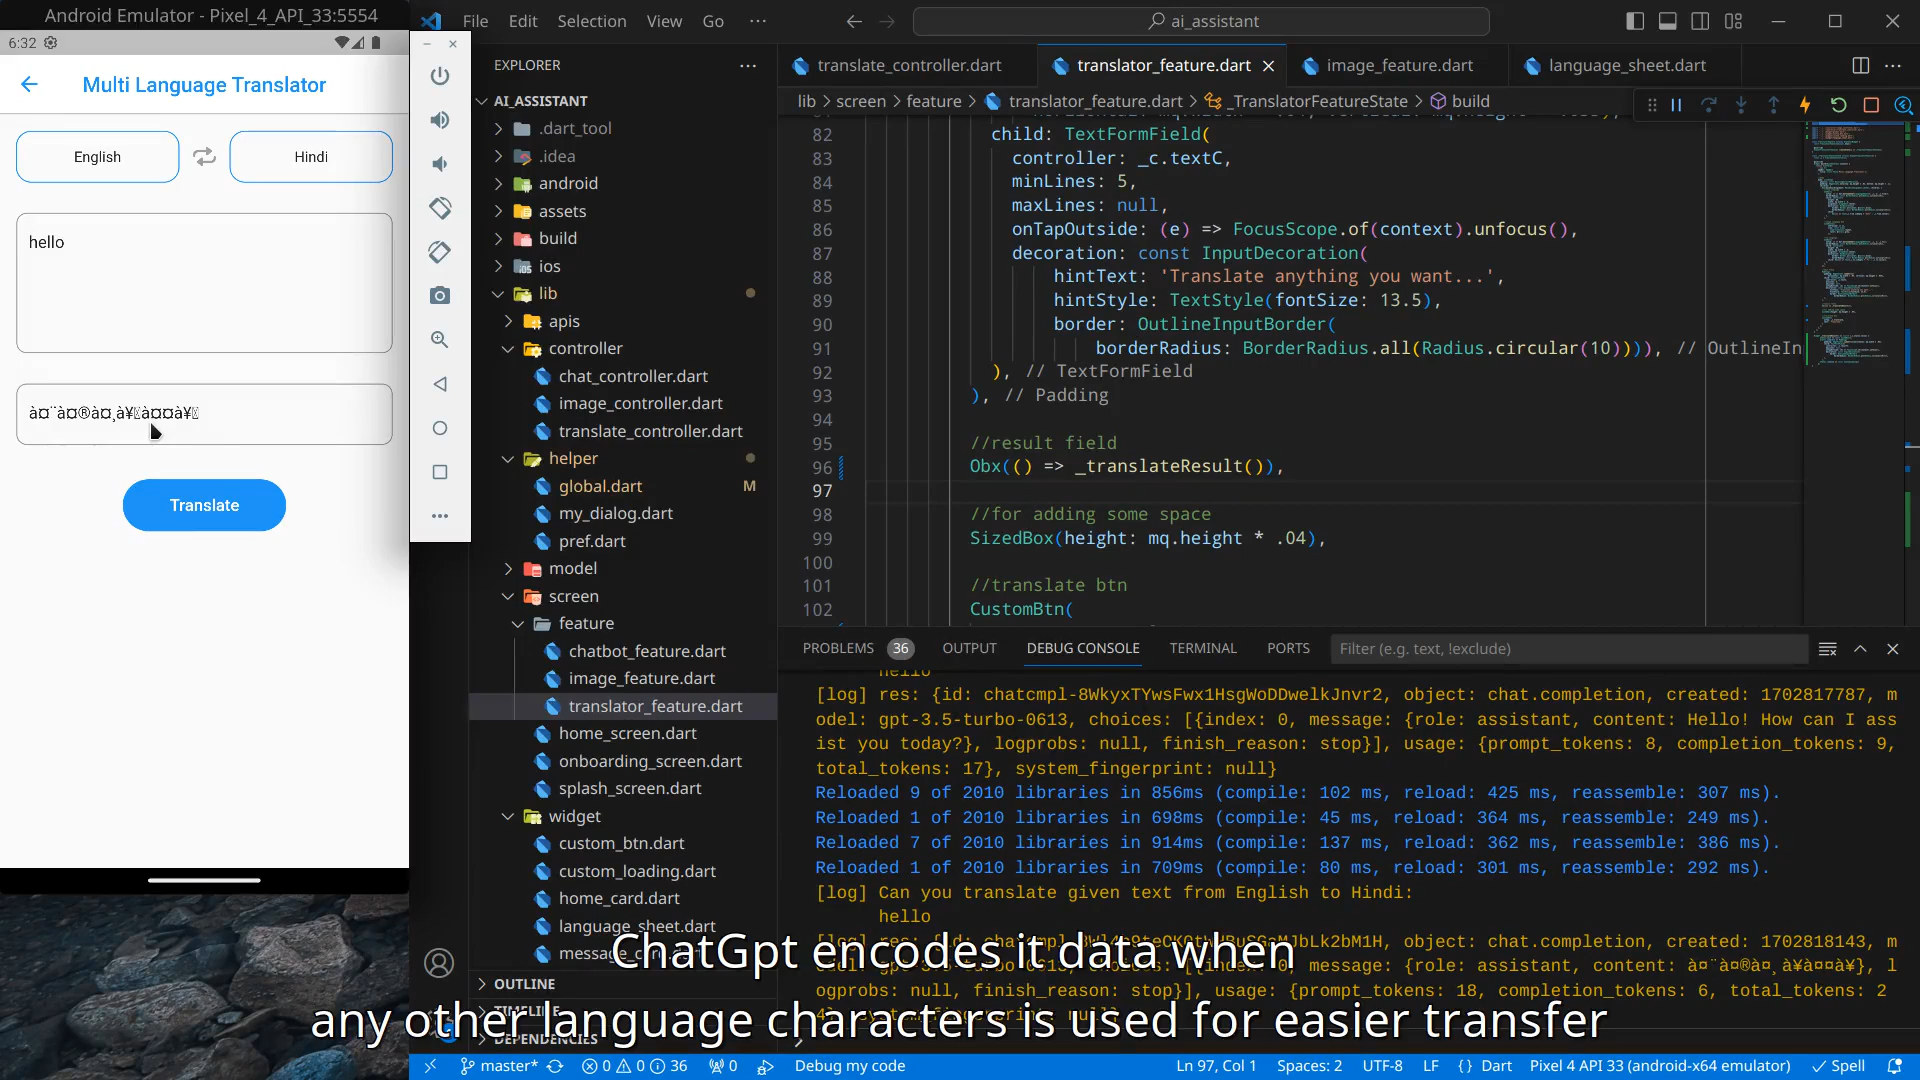 Android Emulator - Pixel_4_API_33:5554
6:32
Multi Language Translator
English
Hindi
hello
Translate
File Edit Selection View Go ···
ai_assistant
EXPLORER
AI_ASSISTANT
.dart_tool
.idea
android
assets
build
ios
lib
apis
controller
chat_controller.dart
image_controller.dart
translate_controller.dart
helper
global.dart M
my_dialog.dart
pref.dart
model
screen
feature
chatbot_feature.dart
image_feature.dart
translator_feature.dart
home_screen.dart
onboarding_screen.dart
splash_screen.dart
widget
custom_btn.dart
custom_loading.dart
home_card.dart
language_sheet.dart
OUTLINE
TIMELINE
DEPENDENCIES
translate_controller.dart translator_feature.dart image_feature.dart language_sheet.dart
lib > screen > feature > translator_feature.dart > _TranslatorFeatureState > build
82 child: TextFormField(
83 controller: _c.textC,
84 minLines: 5,
85 maxLines: null,
86 onTapOutside: (e) => FocusScope.of(context).unfocus(),
87 decoration: const InputDecoration(
88 hintText: 'Translate anything you want...',
89 hintStyle: TextStyle(fontSize: 13.5),
90 border: OutlineInputBorder(
91 borderRadius: BorderRadius.all(Radius.circular(10)))), // OutlineIn
92 ), // TextFormField
93 ), // Padding
94
95 //result field
96 Obx(() => _translateResult()),
97
98 //for adding some space
99 SizedBox(height: mq.height * .04),
100
101 //translate btn
102 CustomBtn(
PROBLEMS 36 OUTPUT DEBUG CONSOLE TERMINAL PORTS Filter (e.g. text, !exclude)
hello
[log] res: {id: chatcmpl-8WkyxTYwsFwx1HsgWoDDwelkJnvr2, object: chat.completion, created: 1702817787, m
odel: gpt-3.5-turbo-0613, choices: [{index: 0, message: {role: assistant, content: Hello! How can I ass
ist you today?}, logprobs: null, finish_reason: stop}], usage: {prompt_tokens: 8, completion_tokens: 9,
total_tokens: 17}, system_fingerprint: null}
Reloaded 9 of 2010 libraries in 856ms (compile: 102 ms, reload: 425 ms, reassemble: 307 ms).
Reloaded 1 of 2010 libraries in 698ms (compile: 45 ms, reload: 364 ms, reassemble: 249 ms).
Reloaded 7 of 2010 libraries in 914ms (compile: 137 ms, reload: 362 ms, reassemble: 386 ms).
Reloaded 1 of 2010 libraries in 709ms (compile: 80 ms, reload: 301 ms, reassemble: 292 ms).
[log] Can you translate given text from English to Hindi:
hello
object: chat.completion, created: 1702818143, m
message: {role: assistant, content: à¤¨à¤®à¤¸à¥à¤¤à¥}, l
ogprobs: null, finish_reason: stop}], usage: {prompt_tokens: 18, completion_tokens: 6, total_tokens: 2
ChatGpt encodes it data when
any other language characters is used for easier transfer
master* 0 0 36 0 Debug my code Ln 97, Col 1 Spaces: 2 UTF-8 LF {} Dart Pixel 4 API 33 (android-x64 emulator) Spell